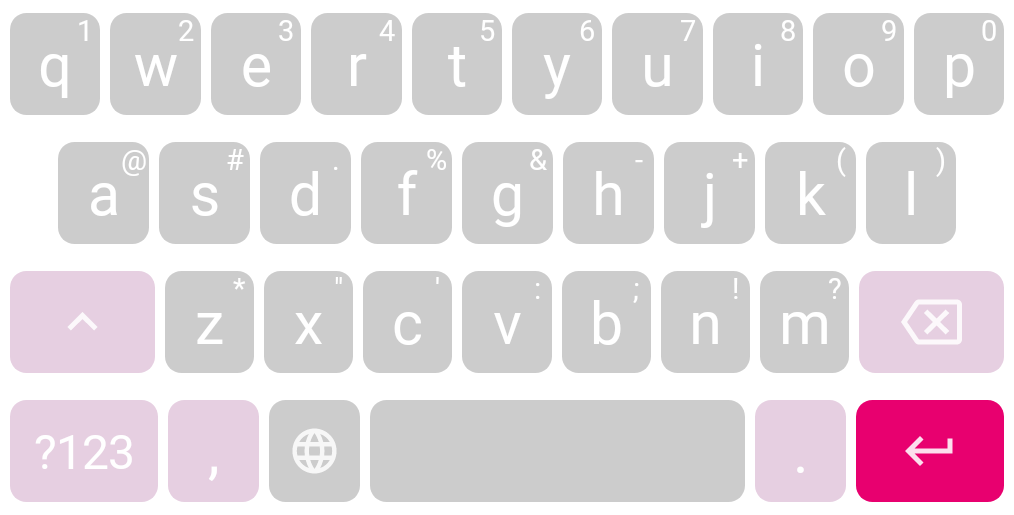 q1 w2 e3 r4 t5 y6 u7 i8 o9 p0
a@ s# d. f% g& h- j+ k( l)
z* x" c' v: b; n! m?
?123 , .